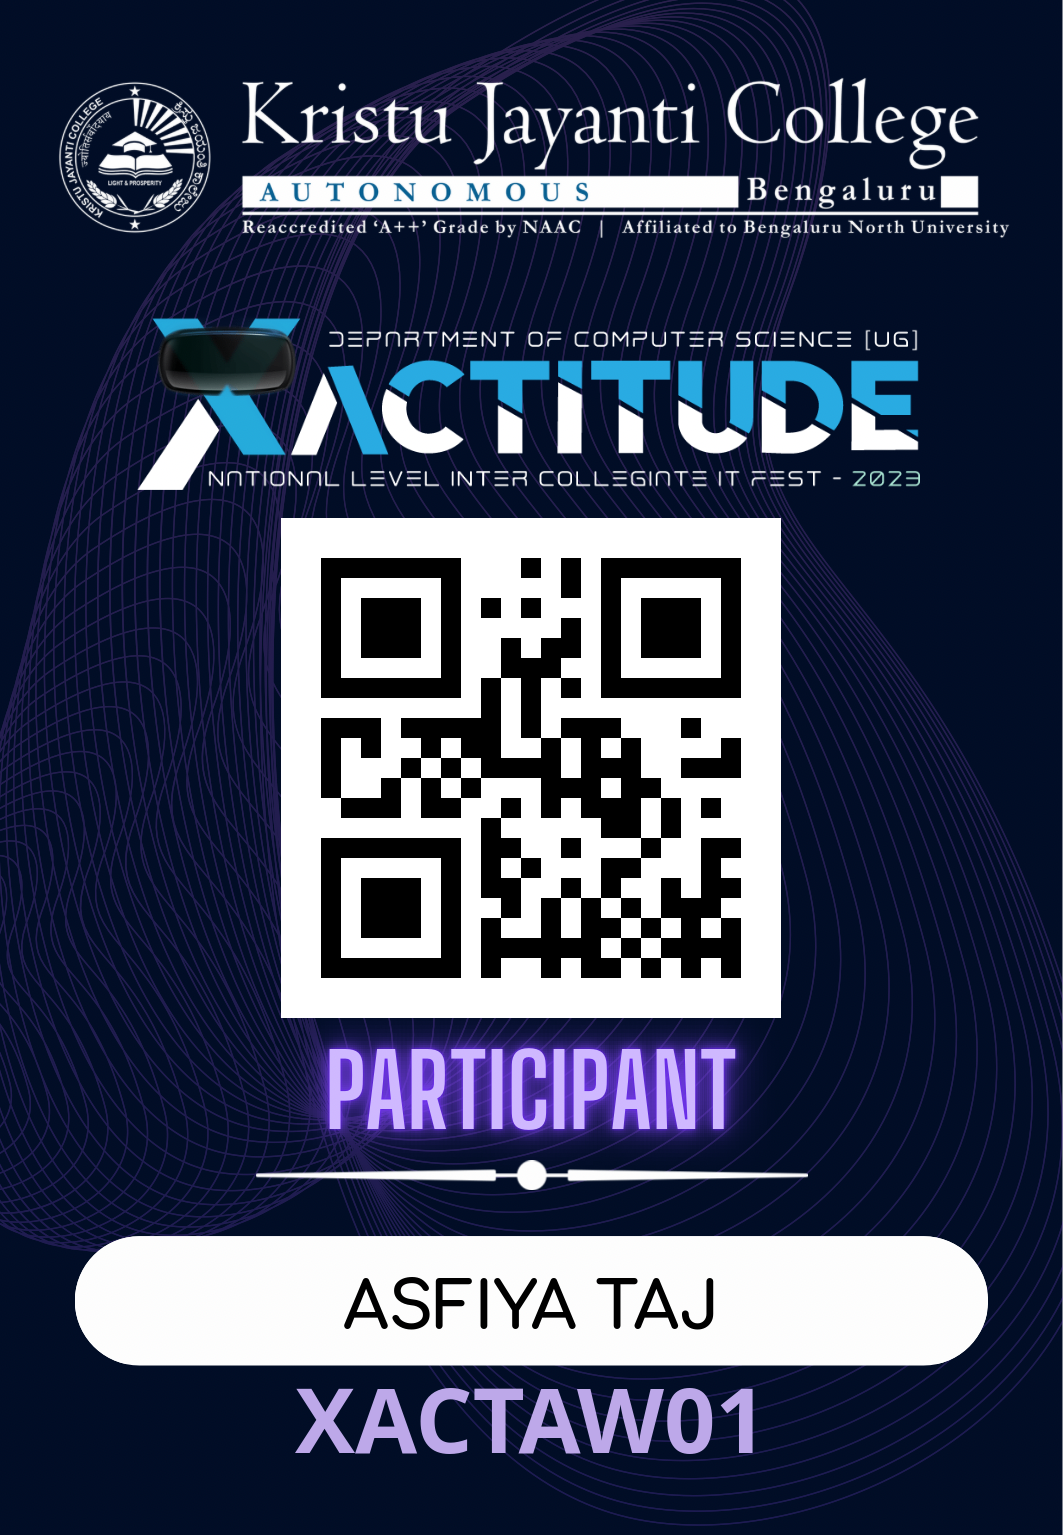 Kristu Jayanti College
AUTONOMOUS Bengaluru
Reaccredited 'A++' Grade by NAAC | Affiliated to Bengaluru North University
KRISTU JAYANTI COLLEGE
LIGHT & PROSPERITY
DEPARTMENT OF COMPUTER SCIENCE [UG]
XACTITUDE
NATIONAL LEVEL INTER COLLEGIATE IT FEST - 2023
PARTICIPANT
ASFIYA TAJ
XACTAW01